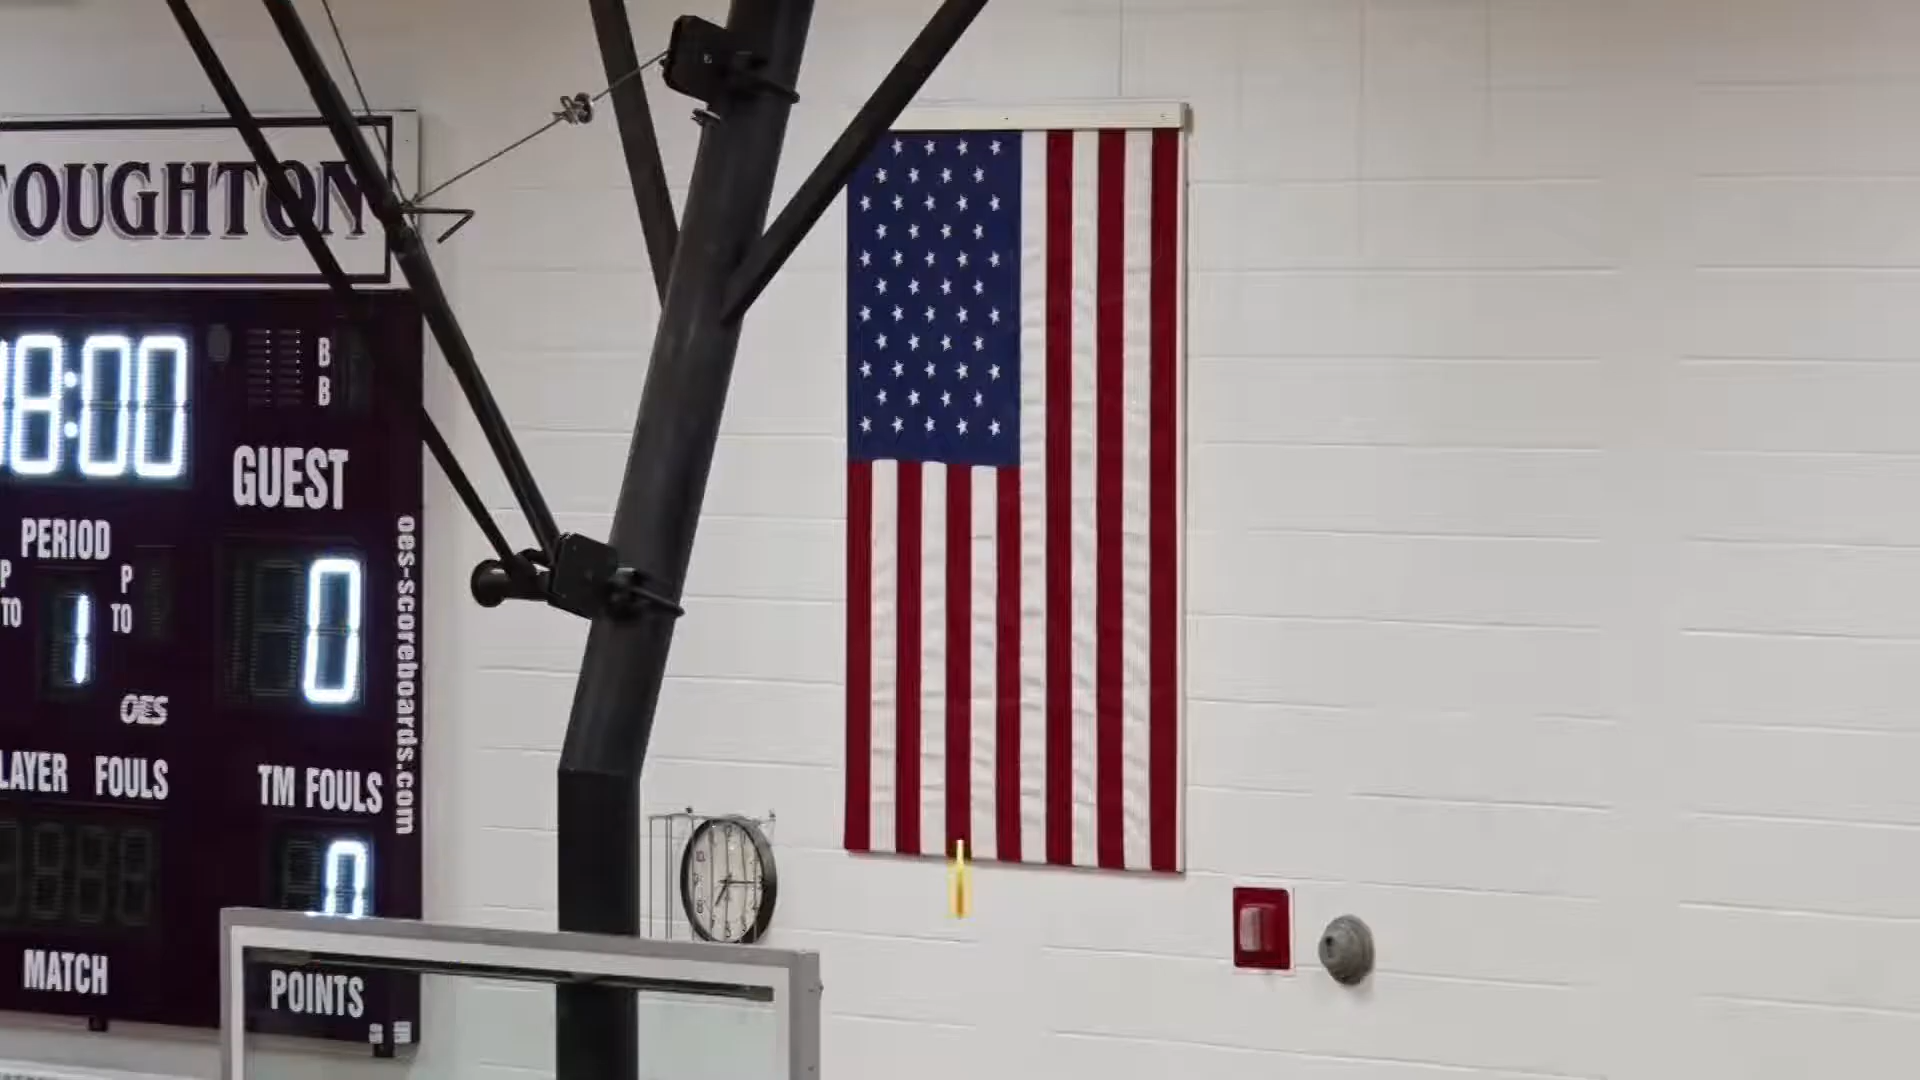 TOUGHTON
8:00
B
B
GUEST
PERIOD
P
TO
1
P
TO
0
OES
oes-scoreboards.com
LAYER FOULS
TM FOULS
0
MATCH
POINTS